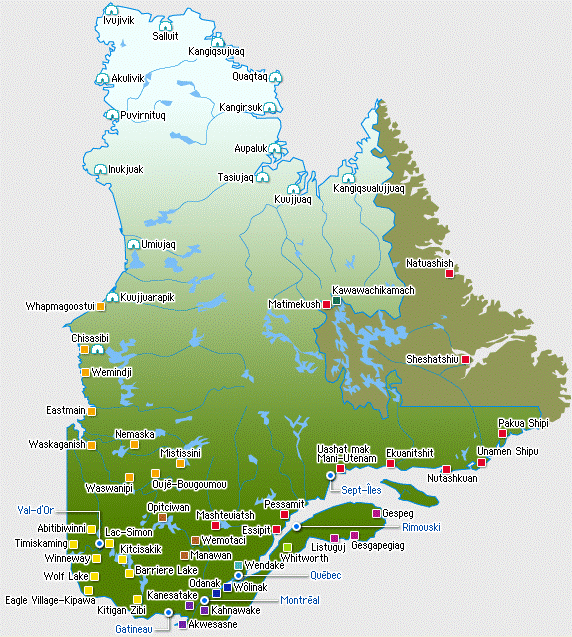 Ivujivik
Salluit
Kangiqsujuaq
Akulivik
Quaqtaq
Puvirnituq
Kangirsuk
Aupaluk
Inukjuak
Tasiujaq
Kangiqsualujjuaq
Kuujjuaq
Umiujaq
Natuashish
Kawawachikamach
Whapmagoostui
Kuujjuarapik
Matimekush
Chisasibi
Sheshatshiu
Wemindji
Eastmain
Pakua Shipi
Nemaska
Waskaganish
Mistissini
Uashat mak
Mani-Utenam
Ekuanitshit
Unamen Shipu
Waswanipi
Oujé-Bougoumou
Nutashkuan
Sept-Îles
Val-d'Or
Opitciwan
Pessamit
Gespeg
Abitibiwinni
Lac-Simon
Mashteuiatsh
Essipit
Rimouski
Timiskaming
Kitcisakik
Wemotaci
Listuguj
Gesgapegiag
Winneway
Manawan
Whitworth
Barriere Lake
Wendake
Wolf Lake
Odanak
Wôlinak
Québec
Eagle Village-Kipawa
Kitigan Zibi
Kanesatake
Montréal
Kahnawake
Gatineau
Akwesasne